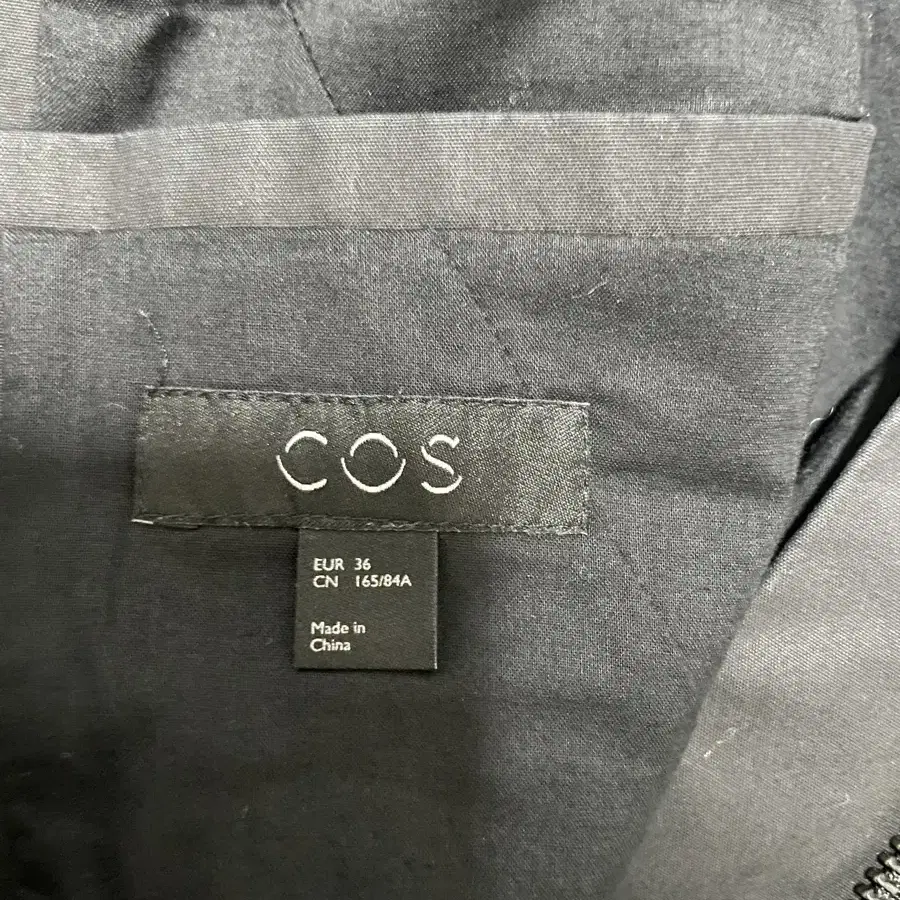 COS
EUR 36
CN 165/84A
Made in
China